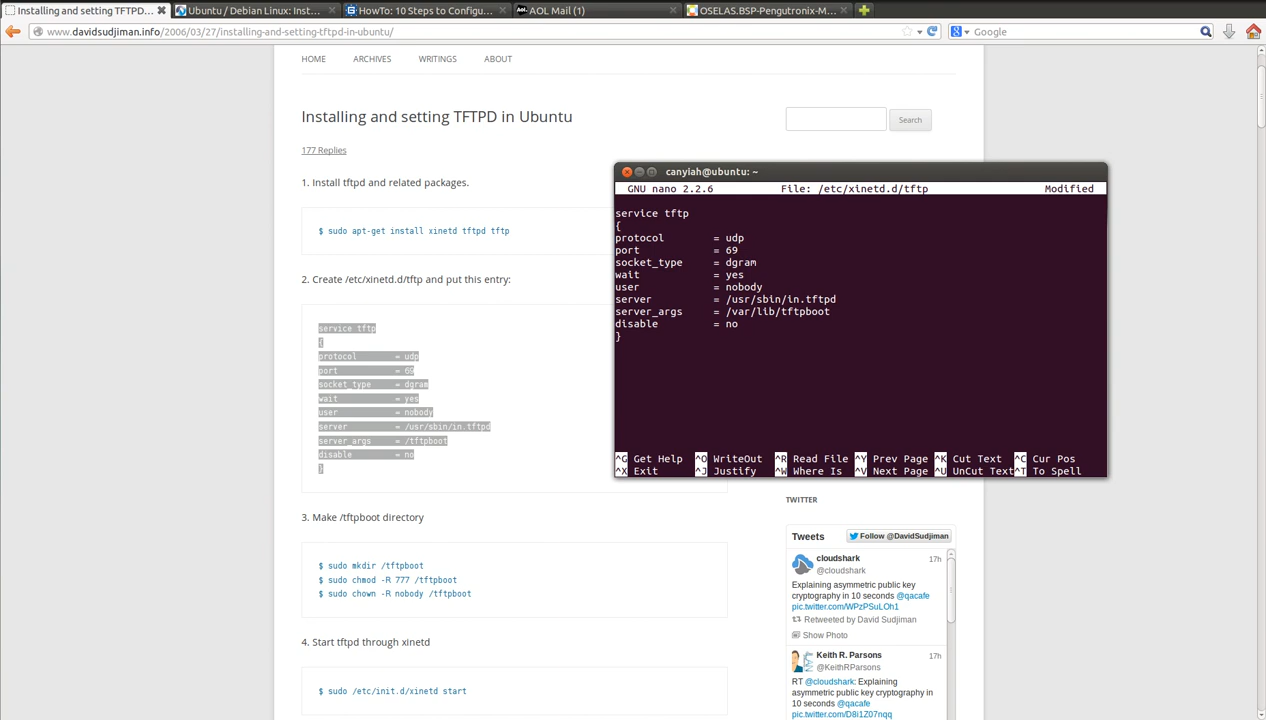 Installing and setting TFTPD... Ubuntu / Debian Linux: Inst... HowTo: 10 Steps to Configu... AOL Mail (1) OSELAS.BSP-Pengutronix-M...
www.davidsudjiman.info/2006/03/27/installing-and-setting-tftpd-in-ubuntu/ Google
HOME ARCHIVES WRITINGS ABOUT
Installing and setting TFTPD in Ubuntu
Search
177 Replies
1. Install tftpd and related packages.
$ sudo apt-get install xinetd tftpd tftp
2. Create /etc/xinetd.d/tftp and put this entry:
service tftp
{
protocol = udp
port = 69
socket_type = dgram
wait = yes
user = nobody
server = /usr/sbin/in.tftpd
server_args = /tftpboot
disable = no
}
3. Make /tftpboot directory
$ sudo mkdir /tftpboot
$ sudo chmod -R 777 /tftpboot
$ sudo chown -R nobody /tftpboot
4. Start tftpd through xinetd
$ sudo /etc/init.d/xinetd start
canyiah@ubuntu: ~
GNU nano 2.2.6 File: /etc/xinetd.d/tftp Modified
service tftp
{
protocol = udp
port = 69
socket_type = dgram
wait = yes
user = nobody
server = /usr/sbin/in.tftpd
server_args = /var/lib/tftpboot
disable = no
}
^G Get Help ^O WriteOut ^R Read File ^Y Prev Page ^K Cut Text ^C Cur Pos
^X Exit ^J Justify ^W Where Is ^V Next Page ^U UnCut Text ^T To Spell
TWITTER
Tweets Follow @DavidSudjiman
cloudshark 17h
@cloudshark
Explaining asymmetric public key
cryptography in 10 seconds @qacafe
pic.twitter.com/WPzPSuLOh1
Retweeted by David Sudjiman
Show Photo
Keith R. Parsons 17h
@KeithRParsons
RT @cloudshark: Explaining
asymmetric public key cryptography in
10 seconds @qacafe
pic.twitter.com/D8i1Z07nqq